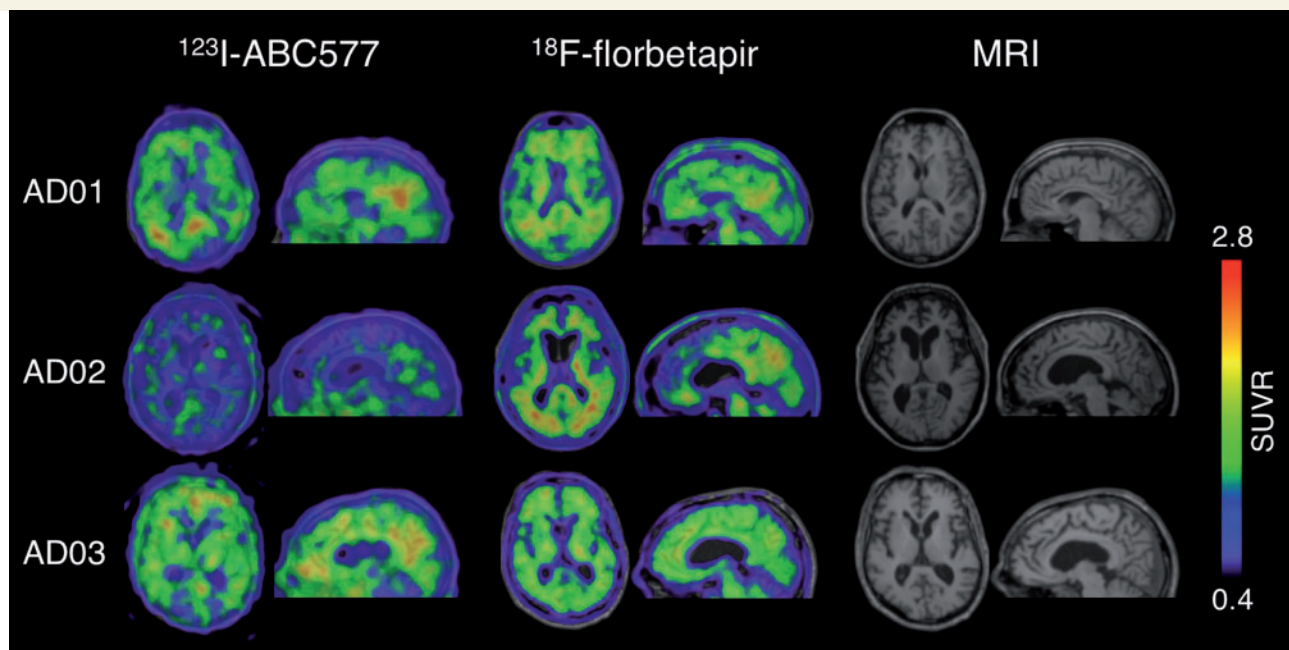 ¹²³I-ABC577 ¹⁸F-florbetapir MRI
AD01
2.8
AD02
SUVR
AD03
0.4